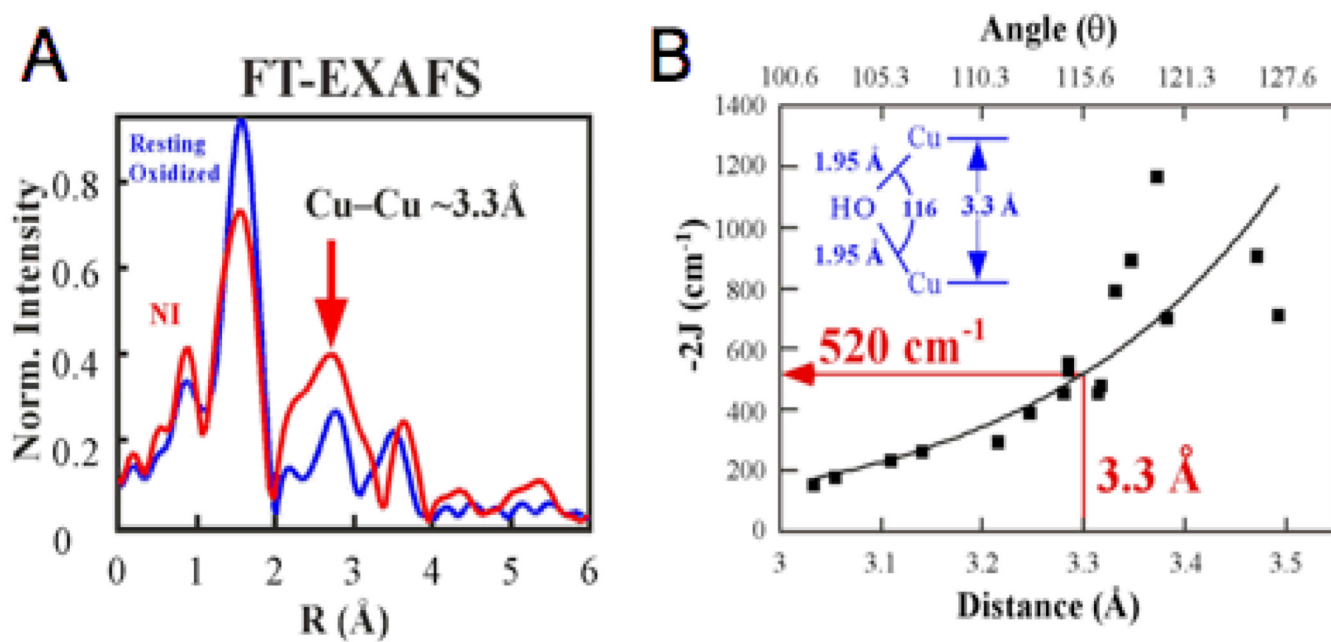 A
FT-EXAFS
Resting
Oxidized
Cu–Cu ~3.3Å
NI
Norm. Intensity
0.8
0.6
0.4
0.2
0
0 1 2 3 4 5 6
R (Å)
B
Angle (θ)
100.6 105.3 110.3 115.6 121.3 127.6
-2J (cm⁻¹)
1400
1200
1000
800
600
400
200
0
Cu
1.95 Å
HO 116 3.3 Å
1.95 Å
Cu
520 cm⁻¹
3.3 Å
3 3.1 3.2 3.3 3.4 3.5
Distance (Å)